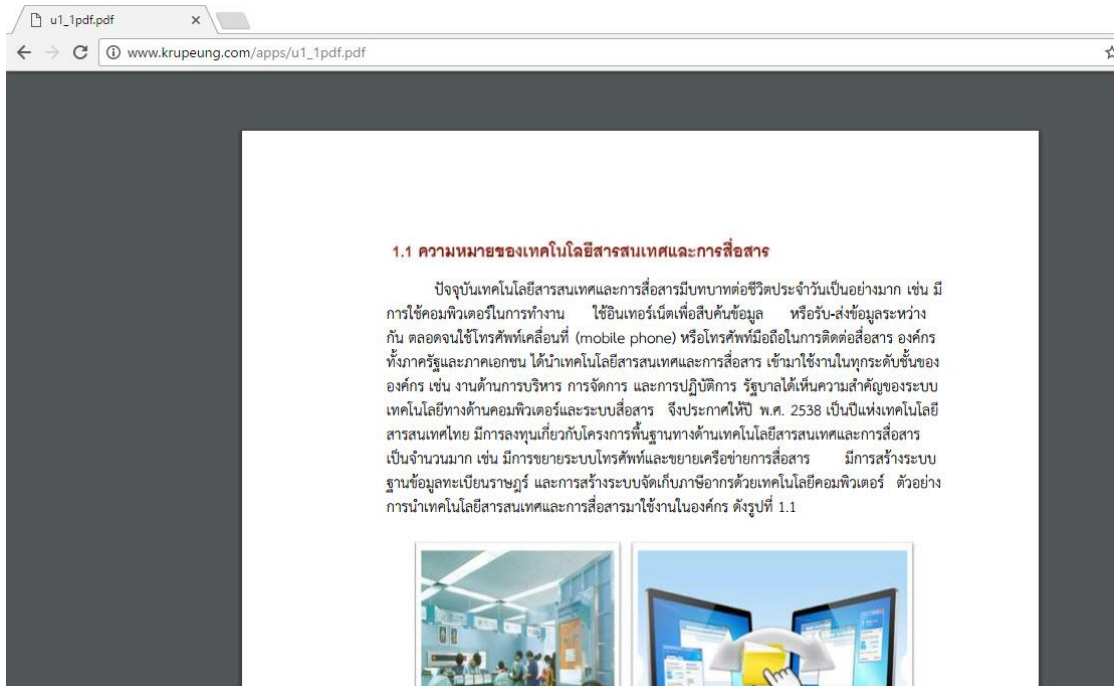 u1_1pdf.pdf
www.krupeung.com/apps/u1_1pdf.pdf
1.1 ความหมายของเทคโนโลยีสารสนเทศและการสื่อสาร
ปัจจุบันเทคโนโลยีสารสนเทศและการสื่อสารมีบทบาทต่อชีวิตประจำวันเป็นอย่างมาก เช่น มี
การใช้คอมพิวเตอร์ในการทำงาน ใช้อินเทอร์เน็ตเพื่อสืบค้นข้อมูล หรือรับ-ส่งข้อมูลระหว่าง
กัน ตลอดจนใช้โทรศัพท์เคลื่อนที่ (mobile phone) หรือโทรศัพท์มือถือในการติดต่อสื่อสาร องค์กร
ทั้งภาครัฐและภาคเอกชน ได้นำเทคโนโลยีสารสนเทศและการสื่อสาร เข้ามาใช้งานในทุกระดับชั้นของ
องค์กร เช่น งานด้านการบริหาร การจัดการ และการปฏิบัติการ รัฐบาลได้เห็นความสำคัญของระบบ
เทคโนโลยีทางด้านคอมพิวเตอร์และระบบสื่อสาร จึงประกาศให้ปี พ.ศ. 2538 เป็นปีแห่งเทคโนโลยี
สารสนเทศไทย มีการลงทุนเกี่ยวกับโครงการพื้นฐานทางด้านเทคโนโลยีสารสนเทศและการสื่อสาร
เป็นจำนวนมาก เช่น มีการขยายระบบโทรศัพท์และขยายเครือข่ายการสื่อสาร มีการสร้างระบบ
ฐานข้อมูลทะเบียนราษฎร์ และการสร้างระบบจัดเก็บภาษีอากรด้วยเทคโนโลยีคอมพิวเตอร์ ตัวอย่าง
การนำเทคโนโลยีสารสนเทศและการสื่อสารมาใช้งานในองค์กร ดังรูปที่ 1.1